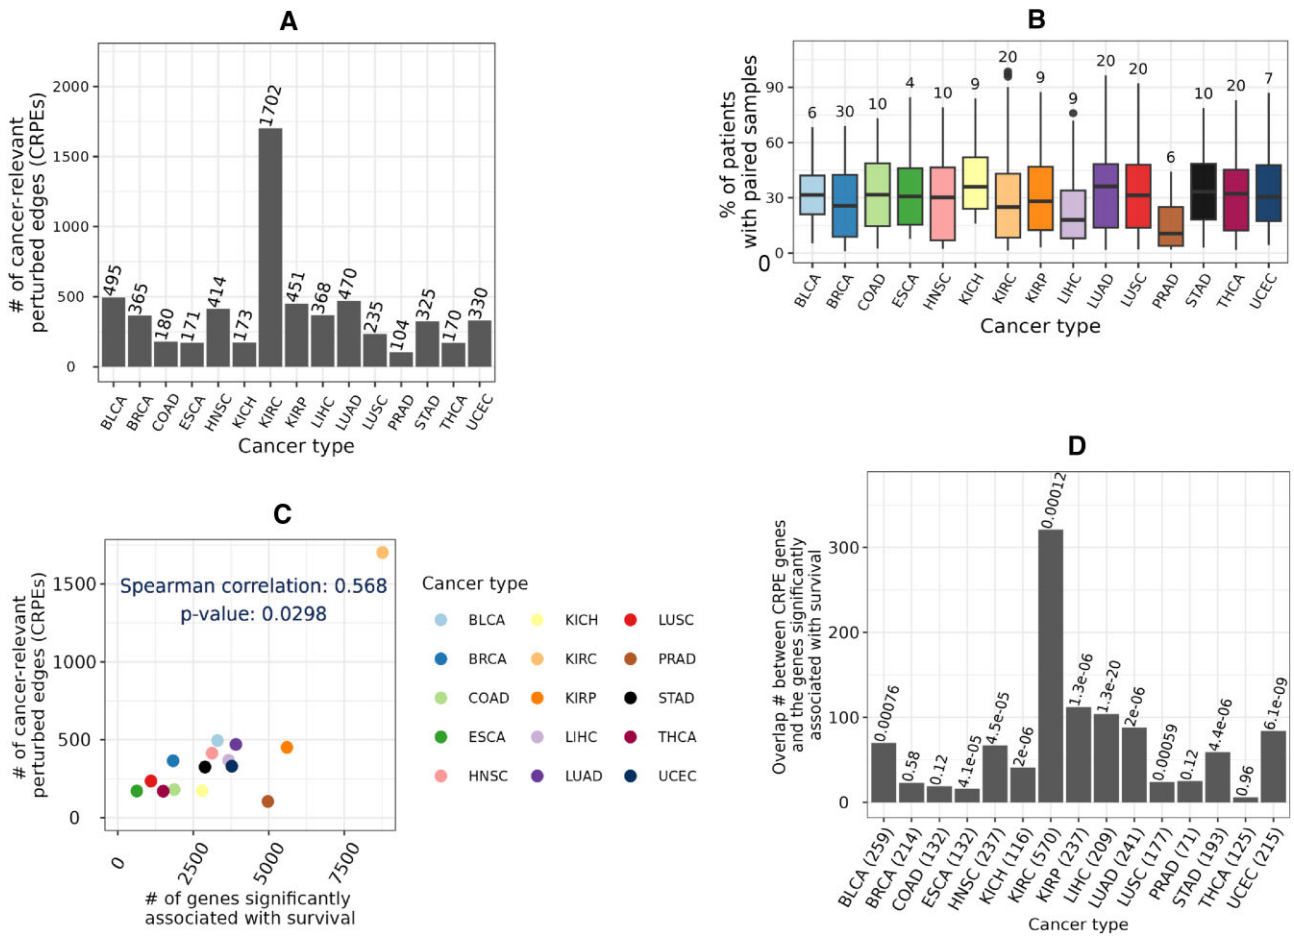 A
# of cancer-relevant
perturbed edges (CRPEs)
2000
1500
1000
500
0
495
365
180
171
414
173
1702
451
368
470
235
104
325
170
330
BLCA
BRCA
COAD
ESCA
HNSC
KICH
KIRC
KIRP
LIHC
LUAD
LUSC
PRAD
STAD
THCA
UCEC
Cancer type
B
% of patients
with paired samples
90
60
30
0
0
6
30
10
4
10
9
20
9
9
20
20
6
10
20
7
BLCA
BRCA
COAD
ESCA
HNSC
KICH
KIRC
KIRP
LIHC
LUAD
LUSC
PRAD
STAD
THCA
UCEC
Cancer type
C
# of cancer-relevant
perturbed edges (CRPEs)
1500
1000
500
0
Spearman correlation: 0.568
p-value: 0.0298
0
2500
5000
7500
# of genes significantly
associated with survival
Cancer type
BLCA
KICH
LUSC
BRCA
KIRC
PRAD
COAD
KIRP
STAD
ESCA
LIHC
THCA
HNSC
LUAD
UCEC
D
Overlap # between CRPE genes
and the genes significantly
associated with survival
300
200
100
0
0.00076
0.58
0.12
4.1e-05
4.5e-05
2e-06
0.00012
1.3e-06
1.3e-20
2e-06
0.00059
0.12
4.4e-06
0.96
6.1e-09
BLCA (259)
BRCA (214)
COAD (132)
ESCA (132)
HNSC (237)
KICH (116)
KIRC (570)
KIRP (237)
LIHC (209)
LUAD (241)
LUSC (177)
PRAD (71)
STAD (193)
THCA (125)
UCEC (215)
Cancer type